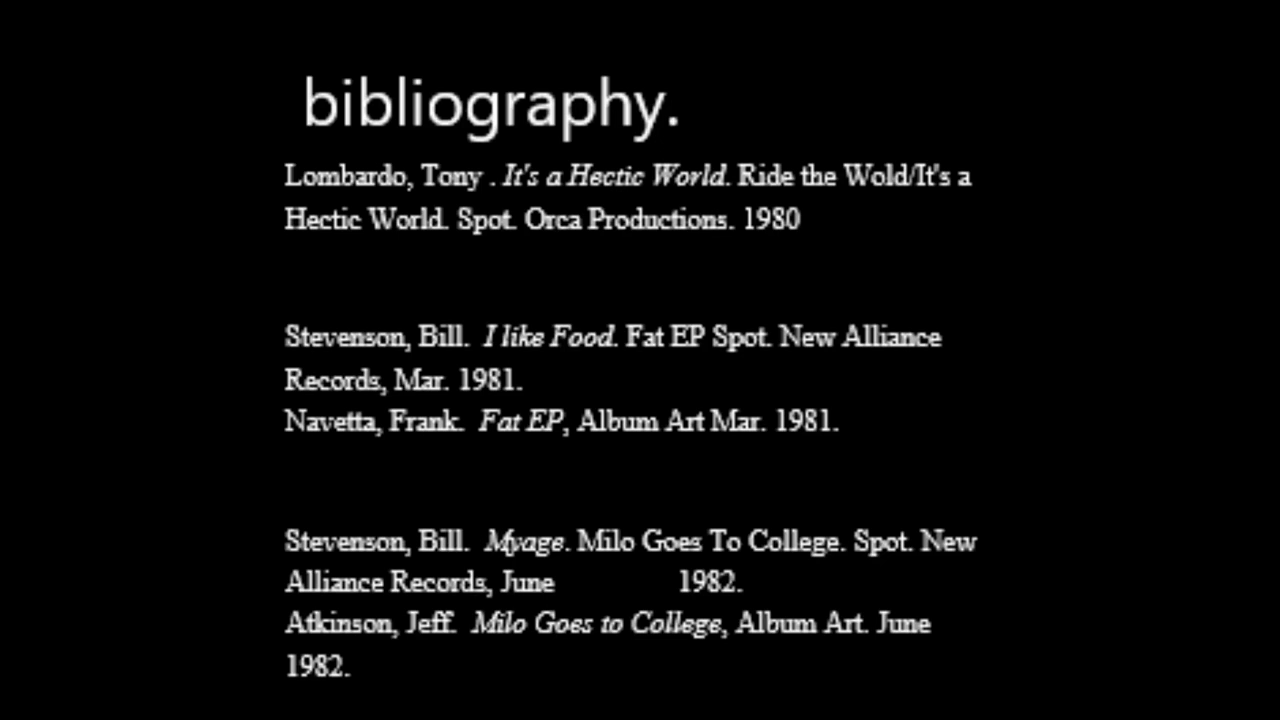 bibliography.
Lombardo, Tony . It's a Hectic World. Ride the Wold/It's a
Hectic World. Spot. Orca Productions. 1980
Stevenson, Bill.  I like Food. Fat EP Spot. New Alliance
Records, Mar. 1981.
Navetta, Frank.  Fat EP, Album Art Mar. 1981.
Stevenson, Bill.  Myage. Milo Goes To College. Spot. New
Alliance Records, June 1982.
Atkinson, Jeff.  Milo Goes to College, Album Art. June
1982.